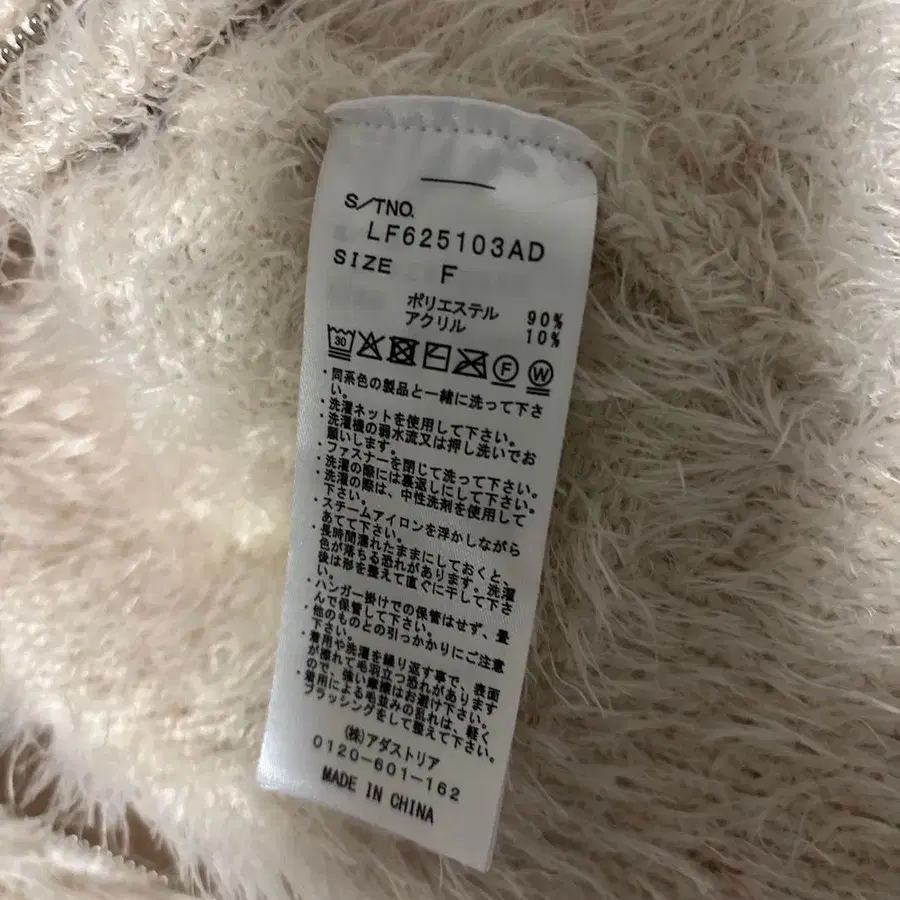 S/TNO.
LF625103AD
SIZE F
ポリエステル 90%
アクリル 10%
30
F
W
・同系色の製品と一緒に洗って下さ
い。
・洗濯ネットを使用して下さい。
・洗濯機の弱水流又は押し洗いでお
願いします。
・ファスナーを閉じて洗って下さい。
・洗濯の際には裏返しにして下さい。
・洗濯の際は、中性洗剤を使用して
下さい。
・スチームアイロンを浮かしながら
あてて下さい。
・長時間濡れたままにしておくと、
色が落ちる恐れがあります。洗濯
後は形を整えて直ぐに干して下さ
い。
・ハンガー掛けでの保管はせず、畳
んで保管して下さい。
・他のものとの引っかかりにご注意
下さい。
・着用や洗濯を繰り返す事で、表面
が擦れて毛羽立つ恐れがあります
ので、強い摩擦はお避け下さい。
・着用による毛並みの乱れは、軽く
ブラッシングをして整えて下さい。
(株)アダストリア
0120-601-162
MADE IN CHINA